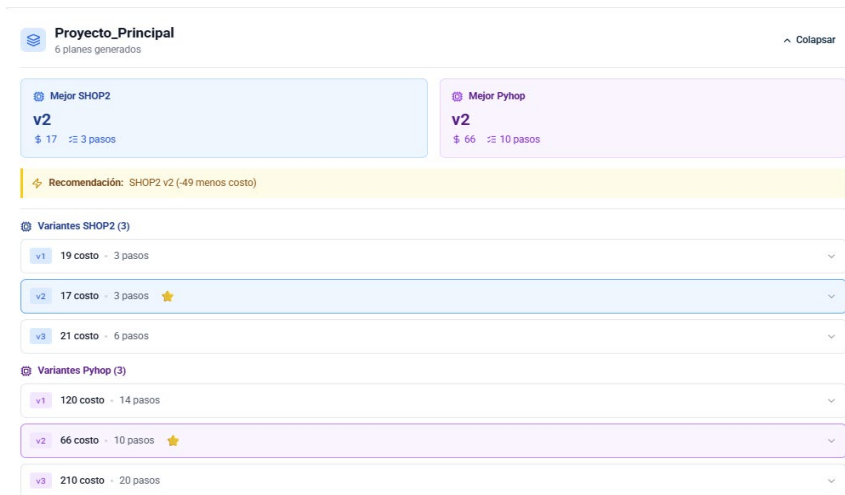 Proyecto_Principal
6 planes generados
Colapsar
Mejor SHOP2
v2
$ 17 3 pasos
Mejor Pyhop
v2
$ 66 10 pasos
Recomendación: SHOP2 v2 (-49 menos costo)
Variantes SHOP2 (3)
v1 19 costo • 3 pasos
v2 17 costo • 3 pasos
v3 21 costo • 6 pasos
Variantes Pyhop (3)
v1 120 costo • 14 pasos
v2 66 costo • 10 pasos
v3 210 costo • 20 pasos